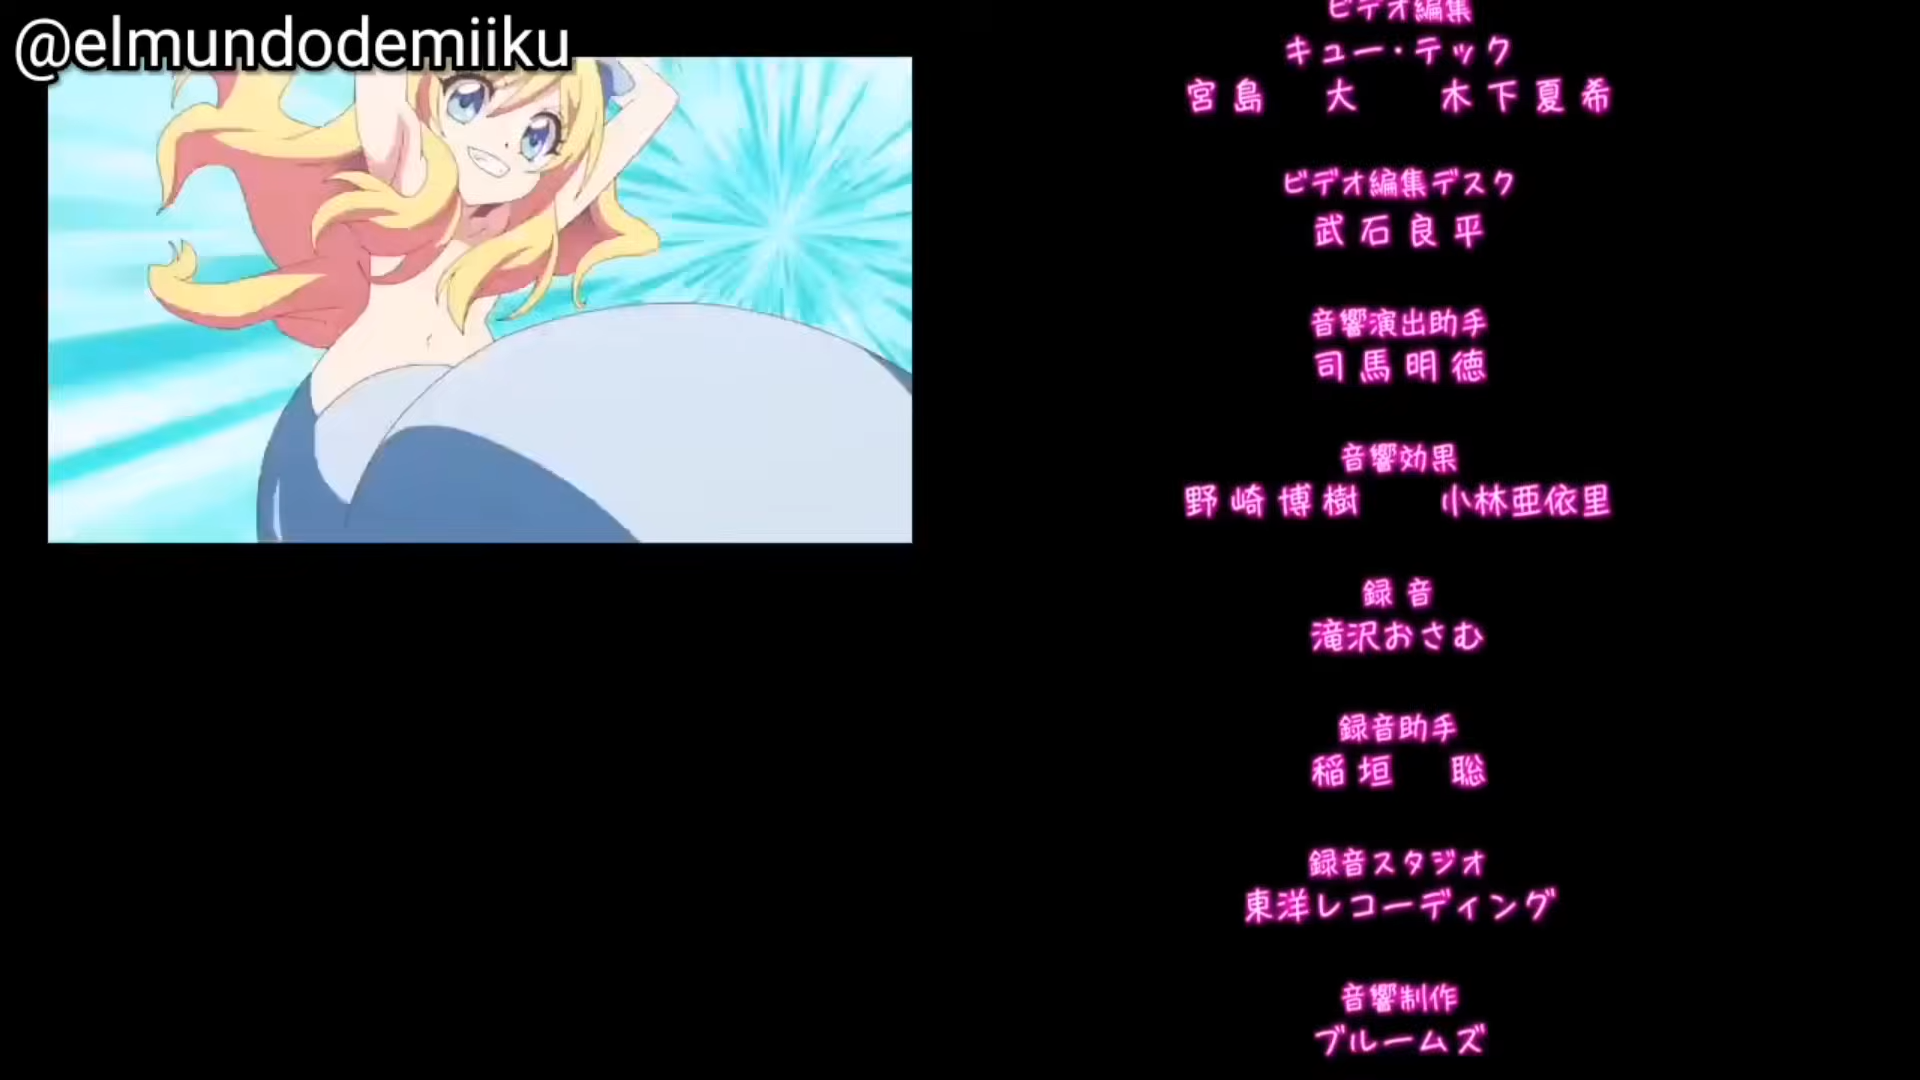 @elmundodemiiku
ビデオ編集
キュー・テック
宮島 大 木下夏希
ビデオ編集デスク
武石良平
音響演出助手
司馬明徳
音響効果
野崎博樹 小林亜依里
録音
滝沢おさむ
録音助手
稲垣 聡
録音スタジオ
東洋レコーディング
音響制作
ブルームズ